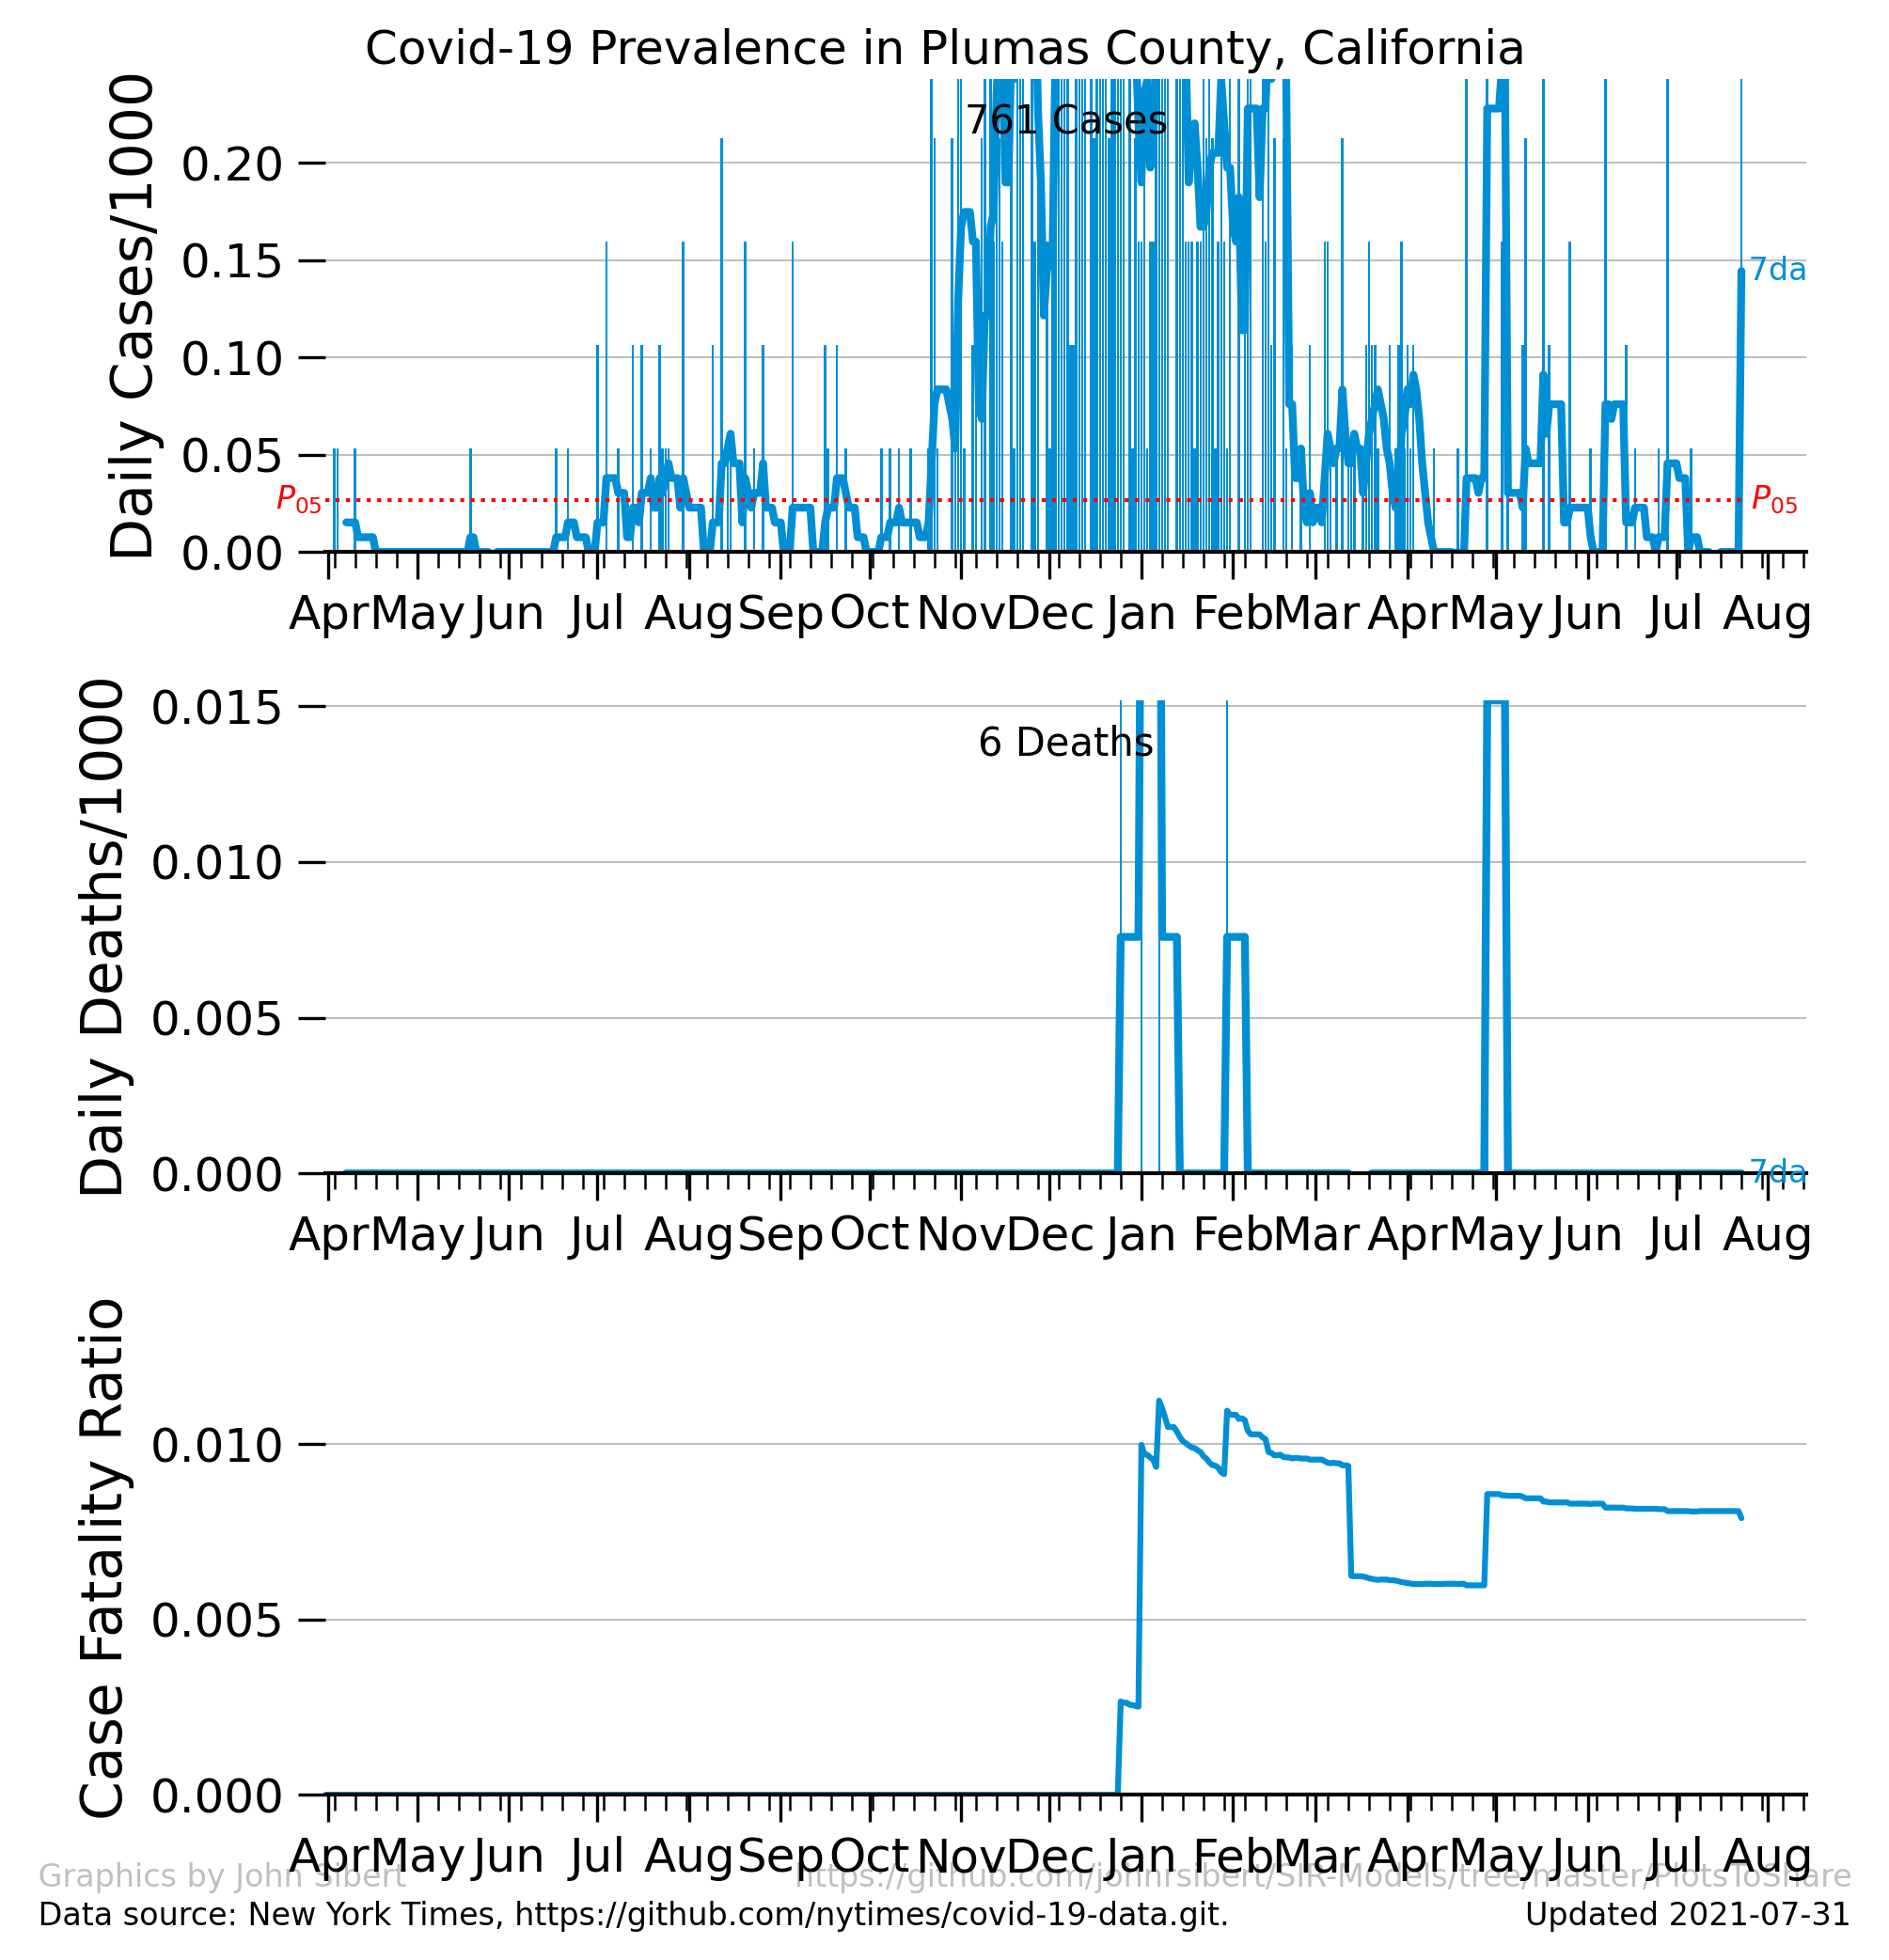 Covid-19 Prevalence in Plumas County, California
Daily Cases/1000
761 Cases
0.20
0.15
0.10
0.05
0.00
7da
P05
P05
Apr May Jun Jul Aug Sep Oct Nov Dec Jan Feb Mar Apr May Jun Jul Aug
Daily Deaths/1000
0.015
6 Deaths
0.010
0.005
0.000
7da
Apr May Jun Jul Aug Sep Oct Nov Dec Jan Feb Mar Apr May Jun Jul Aug
Case Fatality Ratio
0.010
0.005
0.000
Apr May Jun Jul Aug Sep Oct Nov Dec Jan Feb Mar Apr May Jun Jul Aug
Graphics by John Sibert
https://github.com/johnrsibert/SIR-Models/tree/master/PlotsToShare
Data source: New York Times, https://github.com/nytimes/covid-19-data.git.
Updated 2021-07-31